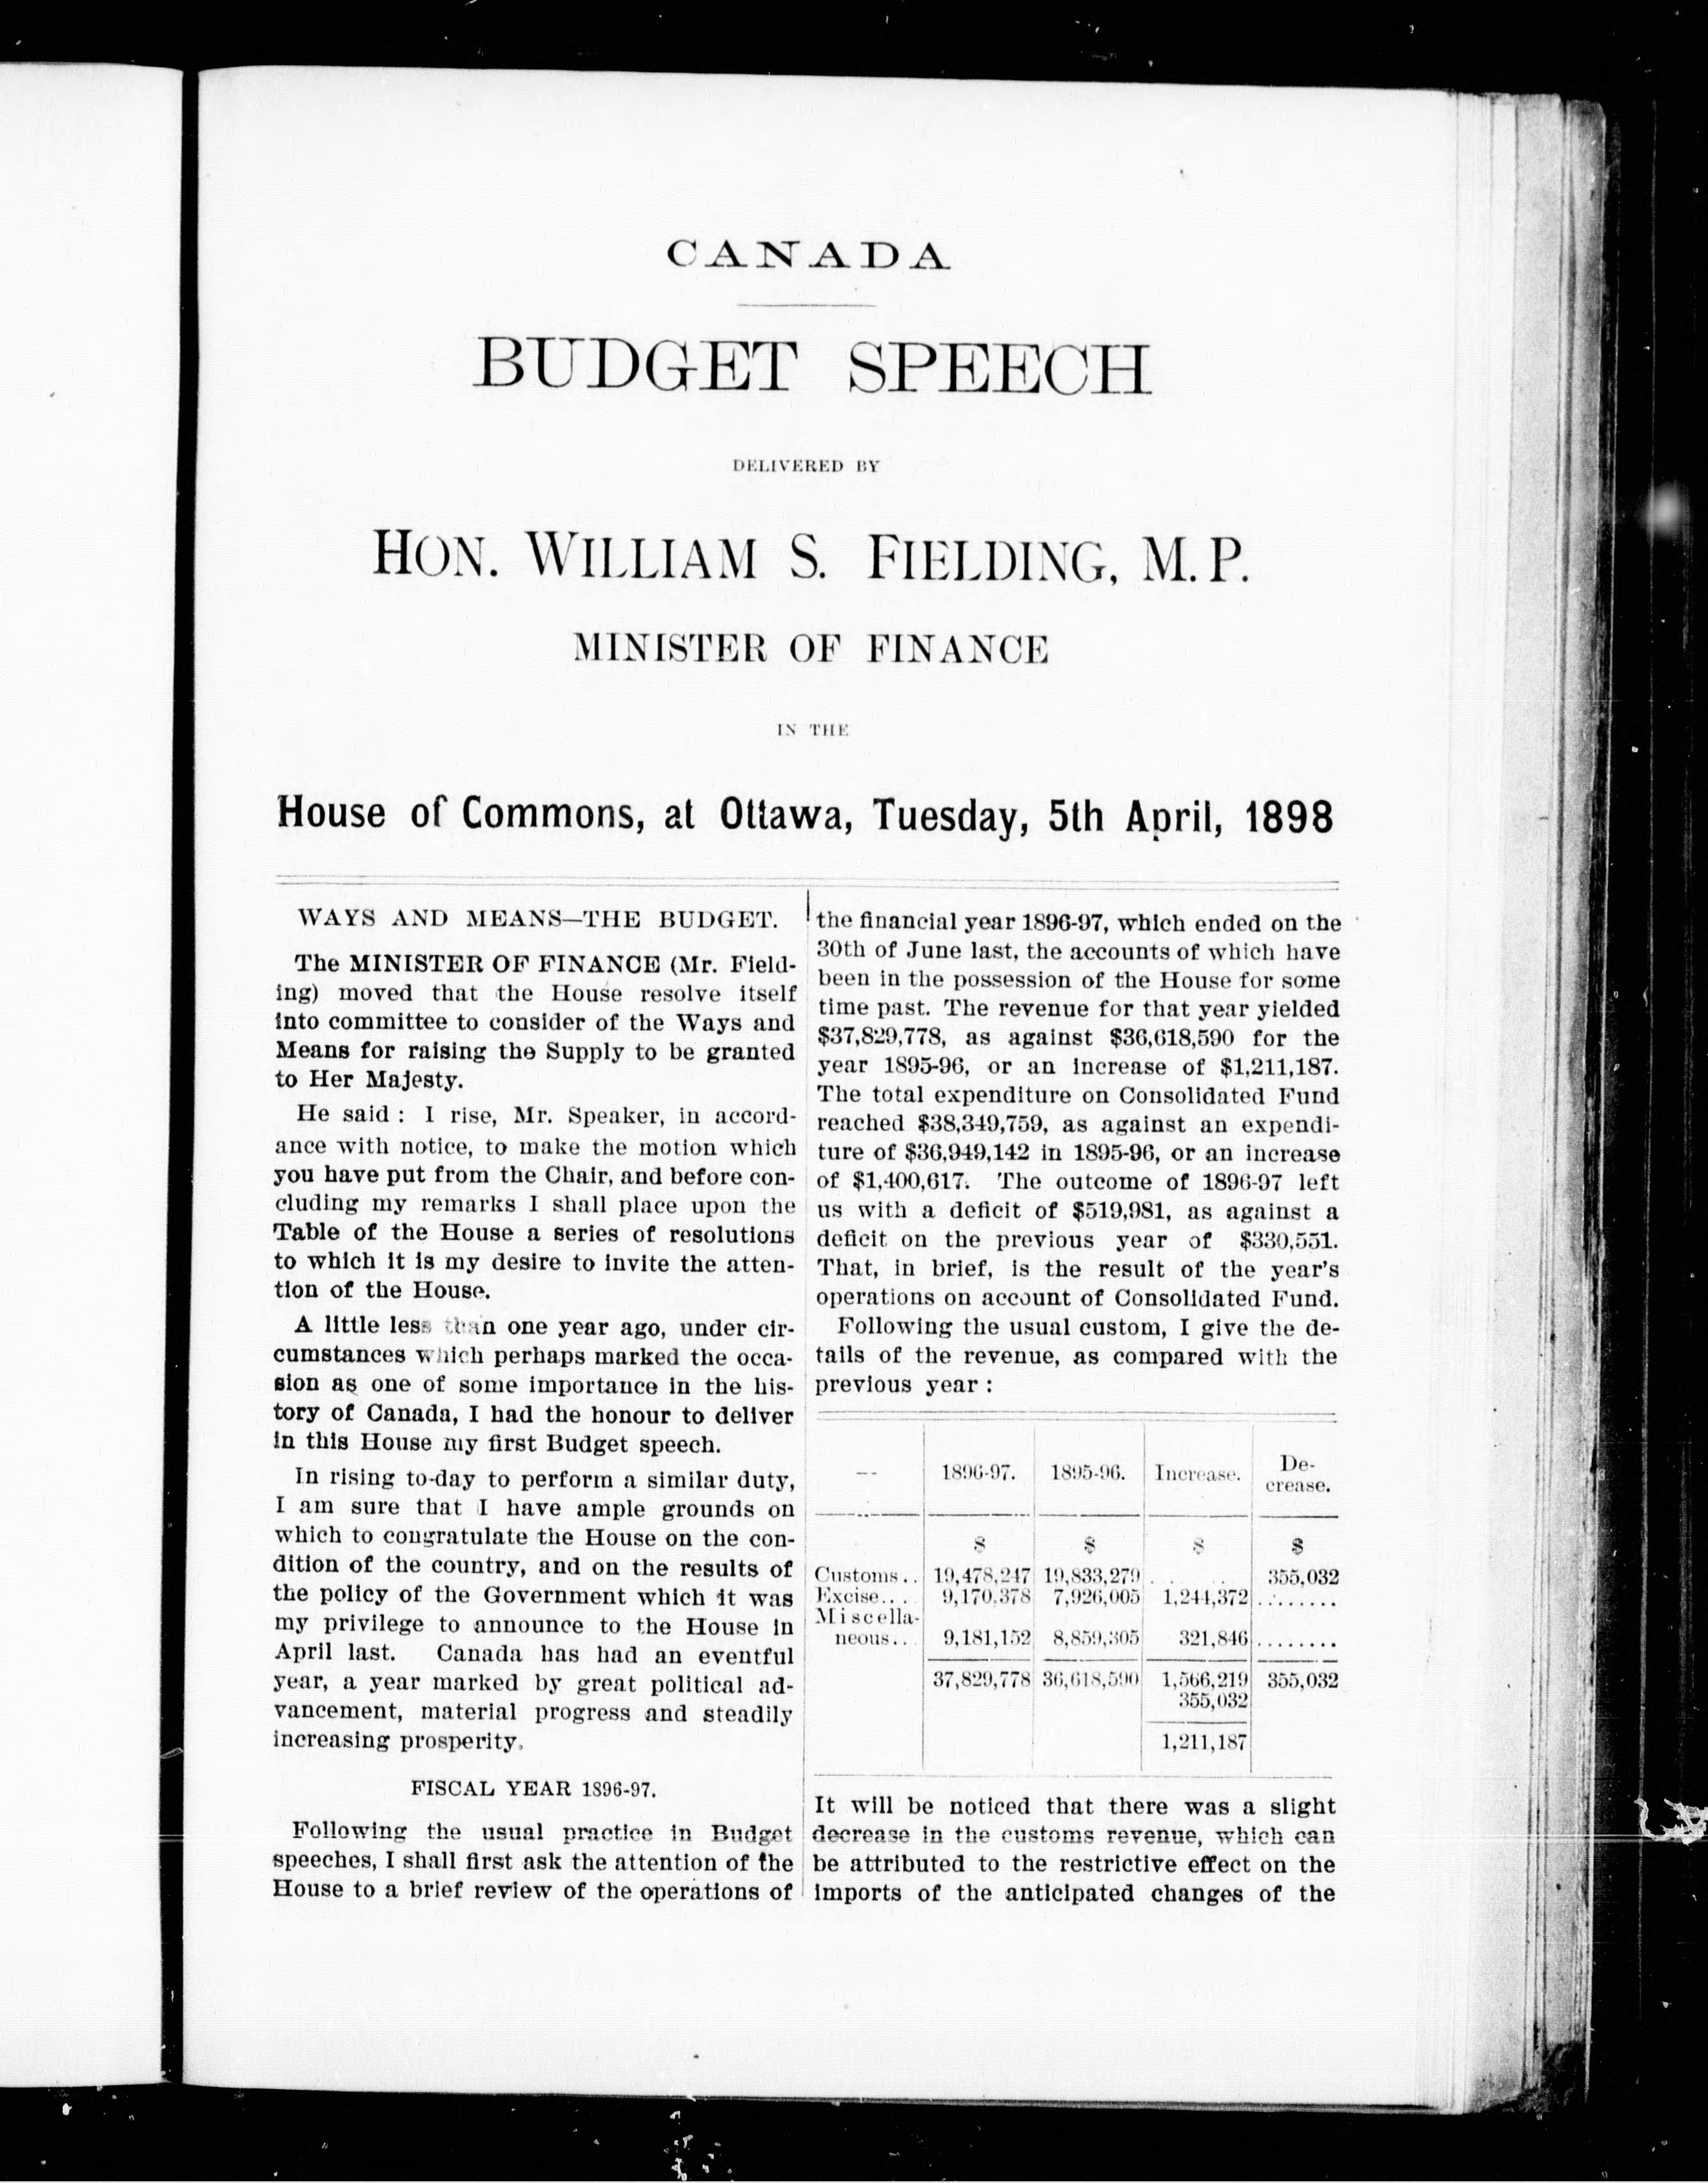 CANADA
BUDGET SPEECH
DELIVERED BY
HON. WILLIAM S. FIELDING, M.P.
MINISTER OF FINANCE
IN THE
House of Commons, at Ottawa, Tuesday, 5th April, 1898
WAYS AND MEANS—THE BUDGET.
The MINISTER OF FINANCE (Mr. Field-
ing) moved that the House resolve itself
into committee to consider of the Ways and
Means for raising the Supply to be granted
to Her Majesty.
He said : I rise, Mr. Speaker, in accord-
ance with notice, to make the motion which
you have put from the Chair, and before con-
cluding my remarks I shall place upon the
Table of the House a series of resolutions
to which it is my desire to invite the atten-
tion of the House.
A little less than one year ago, under cir-
cumstances which perhaps marked the occa-
sion as one of some importance in the his-
tory of Canada, I had the honour to deliver
in this House my first Budget speech.
In rising to-day to perform a similar duty,
I am sure that I have ample grounds on
which to congratulate the House on the con-
dition of the country, and on the results of
the policy of the Government which it was
my privilege to announce to the House in
April last. Canada has had an eventful
year, a year marked by great political ad-
vancement, material progress and steadily
increasing prosperity.
FISCAL YEAR 1896-97.
Following the usual practice in Budget
speeches, I shall first ask the attention of the
House to a brief review of the operations of
the financial year 1896-97, which ended on the
30th of June last, the accounts of which have
been in the possession of the House for some
time past. The revenue for that year yielded
$37,829,778, as against $36,618,590 for the
year 1895-96, or an increase of $1,211,187.
The total expenditure on Consolidated Fund
reached $38,349,759, as against an expendi-
ture of $36,949,142 in 1895-96, or an increase
of $1,400,617. The outcome of 1896-97 left
us with a deficit of $519,981, as against a
deficit on the previous year of $330,551.
That, in brief, is the result of the year's
operations on account of Consolidated Fund.
Following the usual custom, I give the de-
tails of the revenue, as compared with the
previous year :
— 1896-97. 1895-96. Increase. De-
crease.
$ $ $ $
Customs.. 19,478,247 19,833,279 . . . . 355,032
Excise... 9,170,378 7,926,005 1,244,372 ........
Miscella-
neous.. 9,181,152 8,859,305 321,846 ........
37,829,778 36,618,590 1,566,219 355,032
355,032
1,211,187
It will be noticed that there was a slight
decrease in the customs revenue, which can
be attributed to the restrictive effect on the
imports of the anticipated changes of the